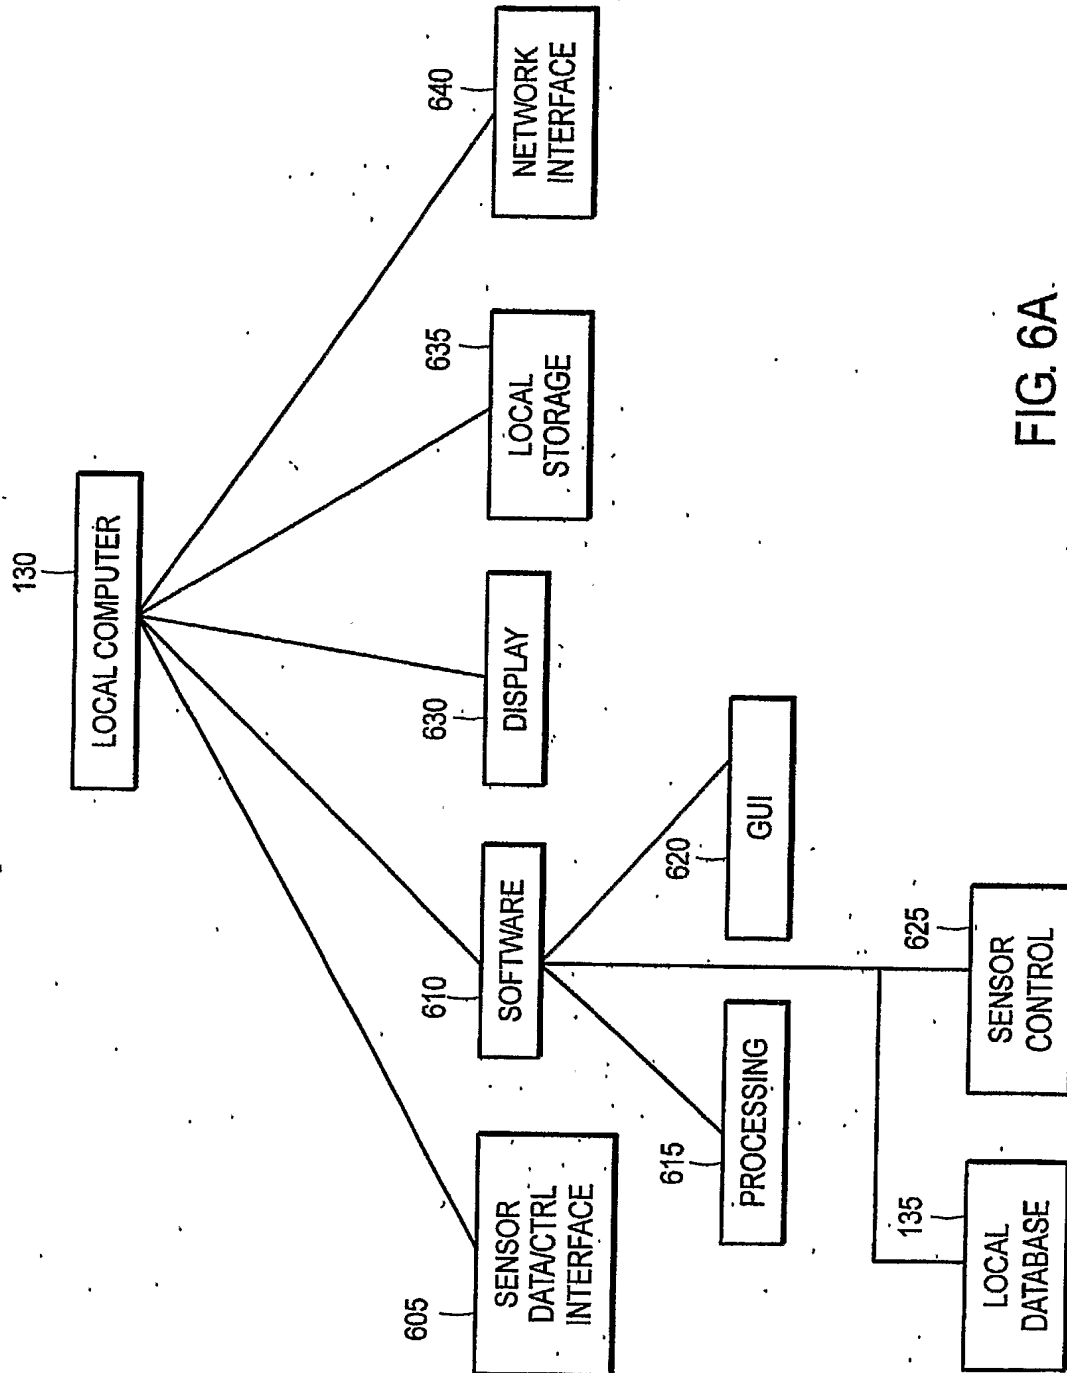 130
LOCAL COMPUTER
605
SENSOR
DATA/CTRL
INTERFACE
610
SOFTWARE
630
DISPLAY
635
LOCAL
STORAGE
640
NETWORK
INTERFACE
615
PROCESSING
620
GUI
135
LOCAL
DATABASE
625
SENSOR
CONTROL
FIG. 6A